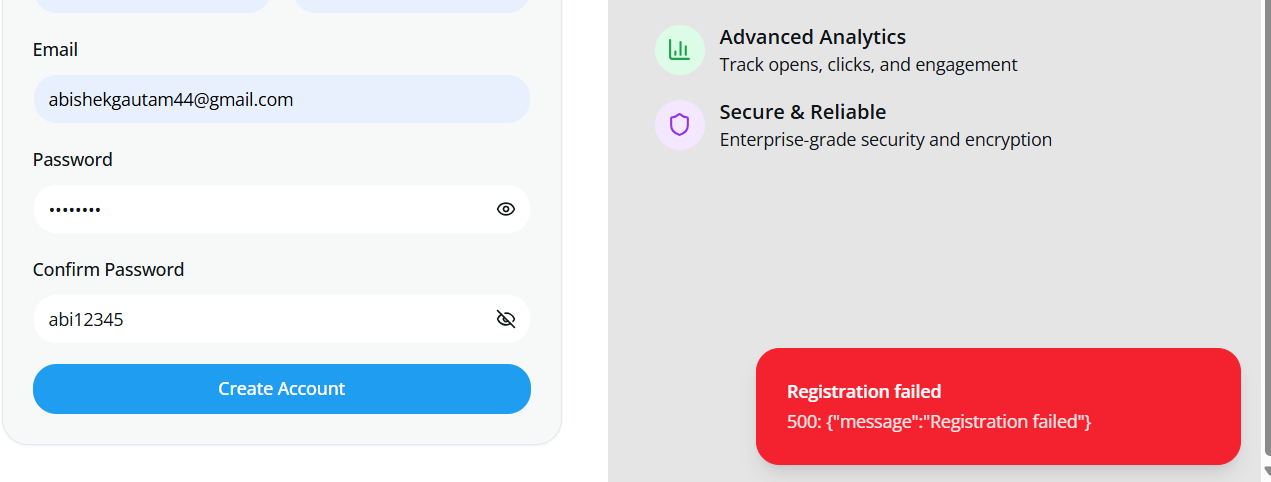 Email
abishekgautam44@gmail.com
Password
••••••••
Confirm Password
abi12345
Create Account
Advanced Analytics
Track opens, clicks, and engagement
Secure & Reliable
Enterprise-grade security and encryption
Registration failed
500: {"message":"Registration failed"}